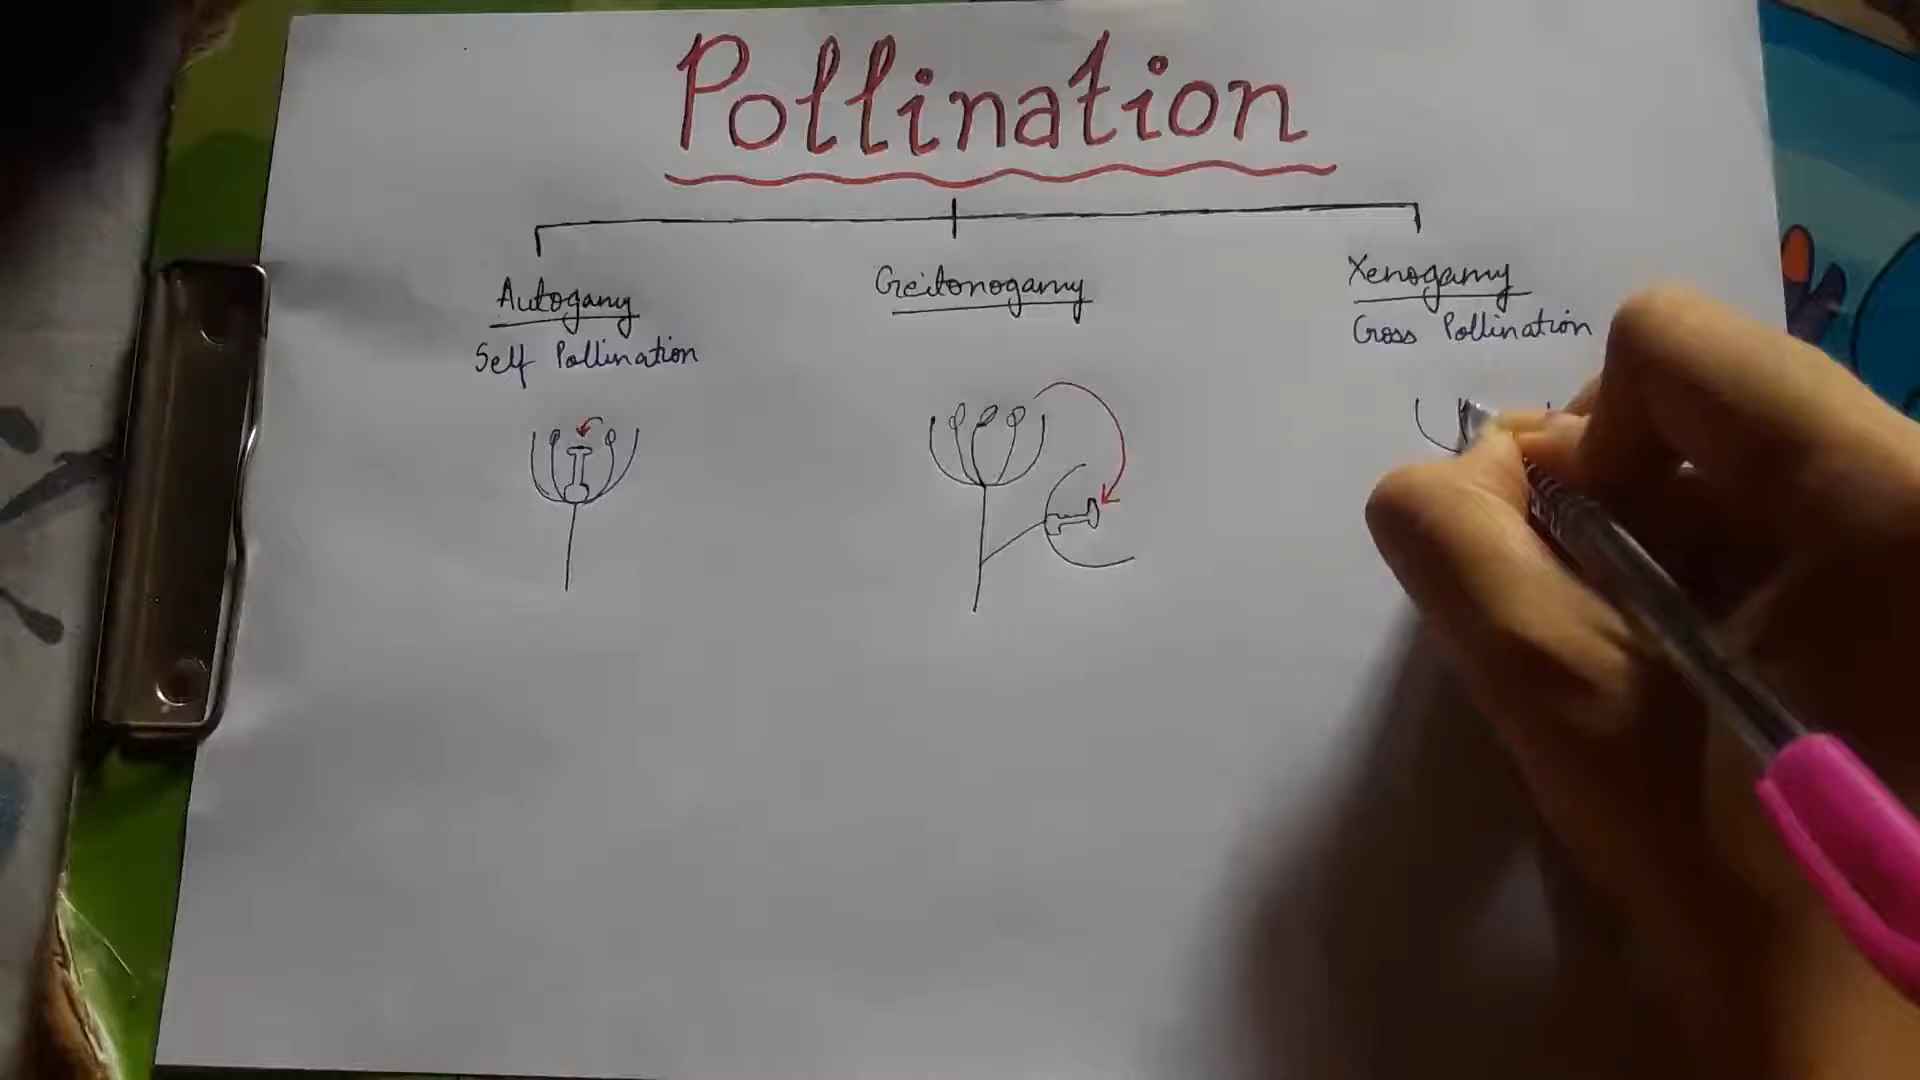 Pollination
Autogamy
Self Pollination
Geitonogamy
Xenogamy
Cross Pollination